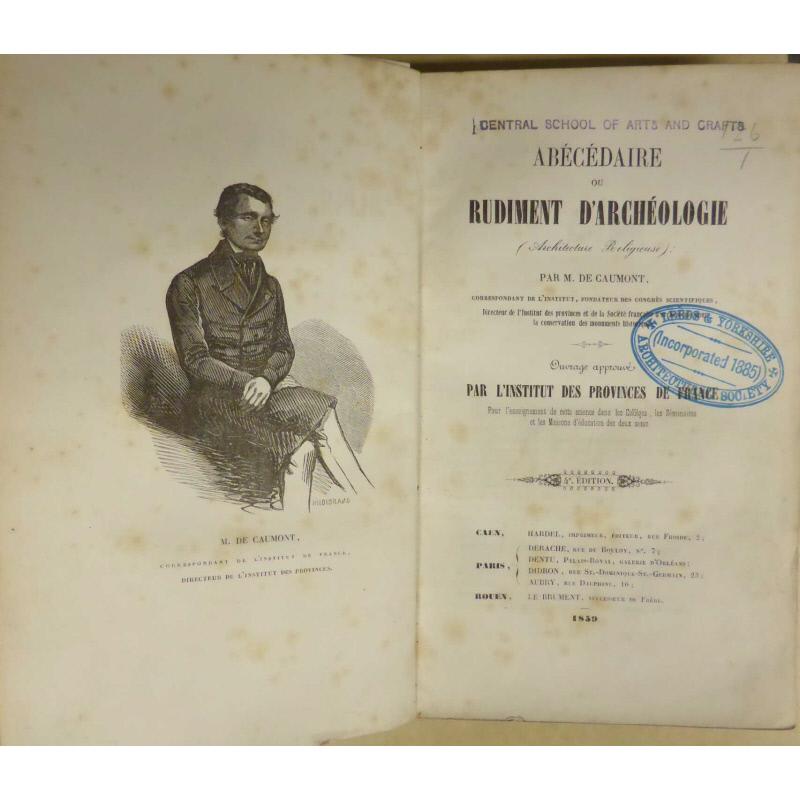 HILDEBRAND
M. DE CAUMONT,
CORRESPONDANT DE L'INSTITUT DE FRANCE,
DIRECTEUR DE L'INSTITUT DES PROVINCES.
CENTRAL SCHOOL OF ARTS AND CRAFTS
ABÉCÉDAIRE
OU
RUDIMENT D'ARCHÉOLOGIE
(Architecture Religieuse);
PAR M. DE CAUMONT,
CORRESPONDANT DE L'INSTITUT, FONDATEUR DES CONGRÈS SCIENTIFIQUES,
Directeur de l'Institut des provinces et de la Société française
la conservation des monuments
LEEDS & YORKSHIRE
(Incorporated 1885)
ARCHITECTURAL SOCIETY
Ouvrage approuvé
PAR L'INSTITUT DES PROVINCES DE FRANCE
Pour l'enseignement de cette science dans les Collèges, les Séminaires
et les Maisons d'éducation des deux sexes
4e. ÉDITION.
CAEN, HARDEL, IMPRIMEUR, ÉDITEUR, RUE FROIDE, 2;
DERACHE, RUE DU BOULOY, No. 7;
PARIS, DENTU, PALAIS-ROYAL, GALERIE D'ORLÉANS;
DIDRON, RUE ST.-DOMINIQUE-ST.-GERMAIN, 23;
AUBRY, RUE DAUPHINE, 16;
ROUEN, LE BRUMENT, SUCCESSEUR DE FRÈRE.
1859